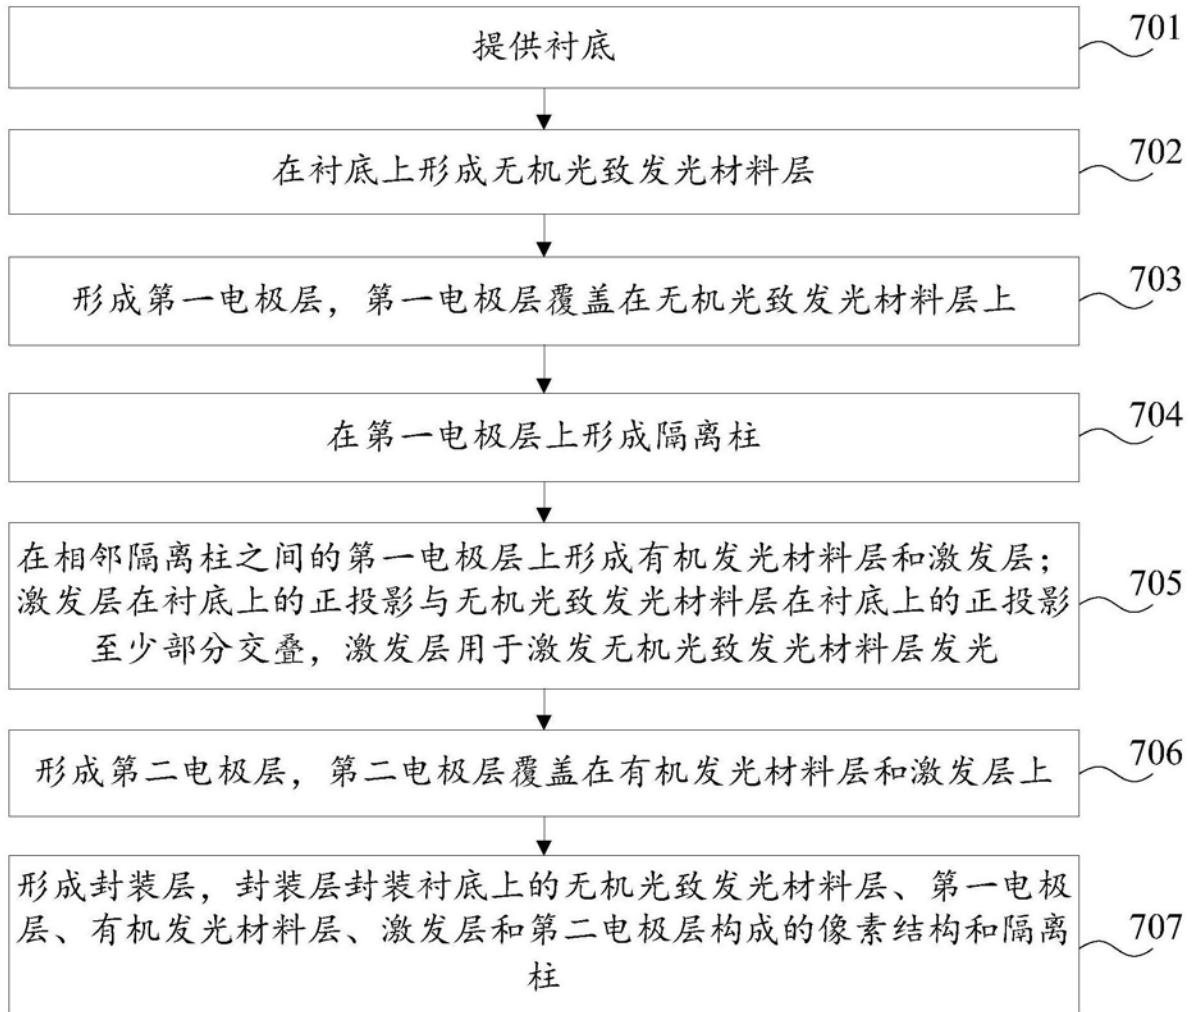 提供衬底
701
在衬底上形成无机光致发光材料层
702
形成第一电极层，第一电极层覆盖在无机光致发光材料层上
703
在第一电极层上形成隔离柱
704
在相邻隔离柱之间的第一电极层上形成有机发光材料层和激发层；
激发层在衬底上的正投影与无机光致发光材料层在衬底上的正投影
至少部分交叠，激发层用于激发无机光致发光材料层发光
705
形成第二电极层，第二电极层覆盖在有机发光材料层和激发层上
706
形成封装层，封装层封装衬底上的无机光致发光材料层、第一电极
层、有机发光材料层、激发层和第二电极层构成的像素结构和隔离
柱
707